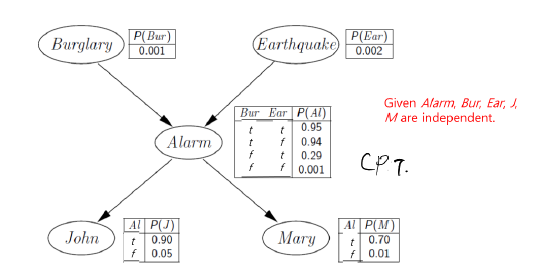 Burglary
P(Bur)
0.001
Earthquake
P(Ear)
0.002
Bur Ear P(Al)
t t 0.95
t f 0.94
f t 0.29
f f 0.001
Given Alarm, Bur, Ear, J,
M are independent.
Alarm
C.P.T.
John
Al P(J)
t 0.90
f 0.05
Mary
Al P(M)
t 0.70
f 0.01